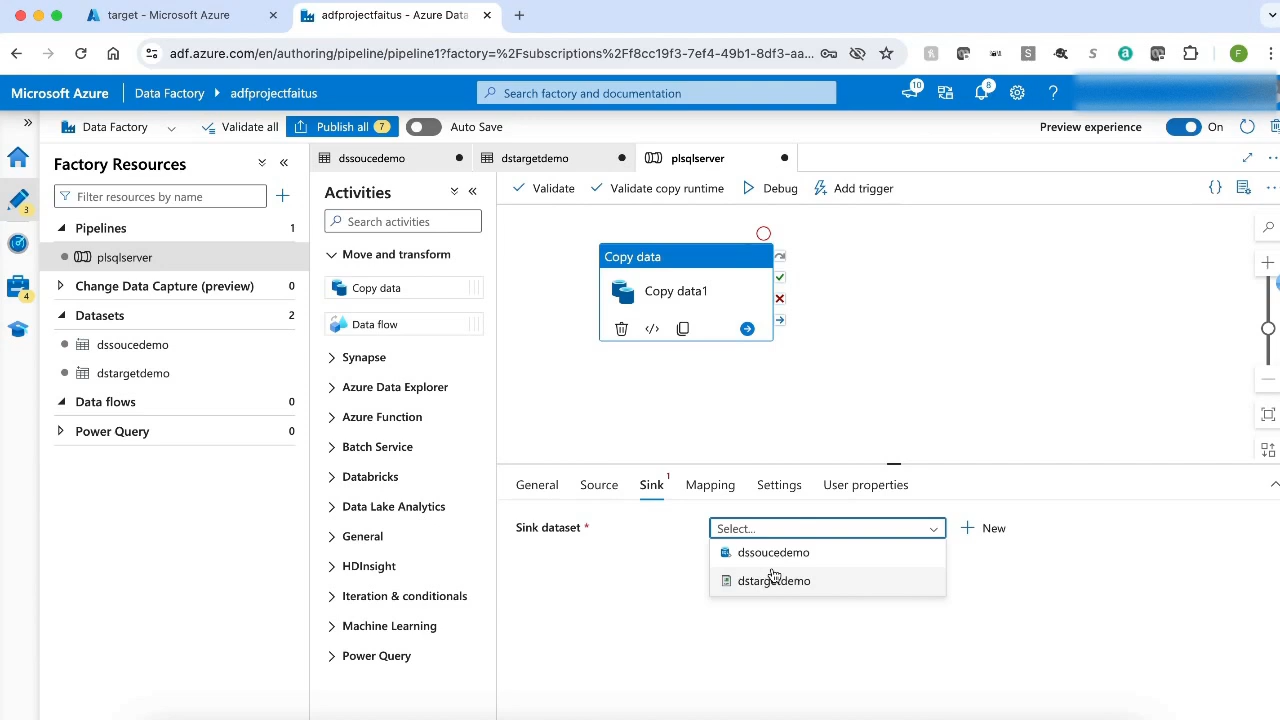 target - Microsoft Azure
adfprojectfaitus - Azure Data
adf.azure.com/en/authoring/pipeline/pipeline1?factory=%2Fsubscriptions%2Ff8cc19f3-7ef4-49b1-8df3-aa...
F
Microsoft Azure
Data Factory
adfprojectfaitus
Search factory and documentation
10
8
Data Factory
Validate all
Publish all
Auto Save
Preview experience
On
3
4
Factory Resources
Filter resources by name
Pipelines 1
plsqlserver
Change Data Capture (preview) 0
Datasets 2
dssoucedemo
dstargetdemo
Data flows 0
Power Query 0
dssoucedemo
dstargetdemo
plsqlserver
Activities
Search activities
Move and transform
Copy data
Data flow
Synapse
Azure Data Explorer
Azure Function
Batch Service
Databricks
Data Lake Analytics
General
HDInsight
Iteration & conditionals
Machine Learning
Power Query
Validate
Validate copy runtime
Debug
Add trigger
Copy data
Copy data1
General
Source
Sink 1
Mapping
Settings
User properties
Sink dataset *
Select...
New
dssoucedemo
dstargetdemo